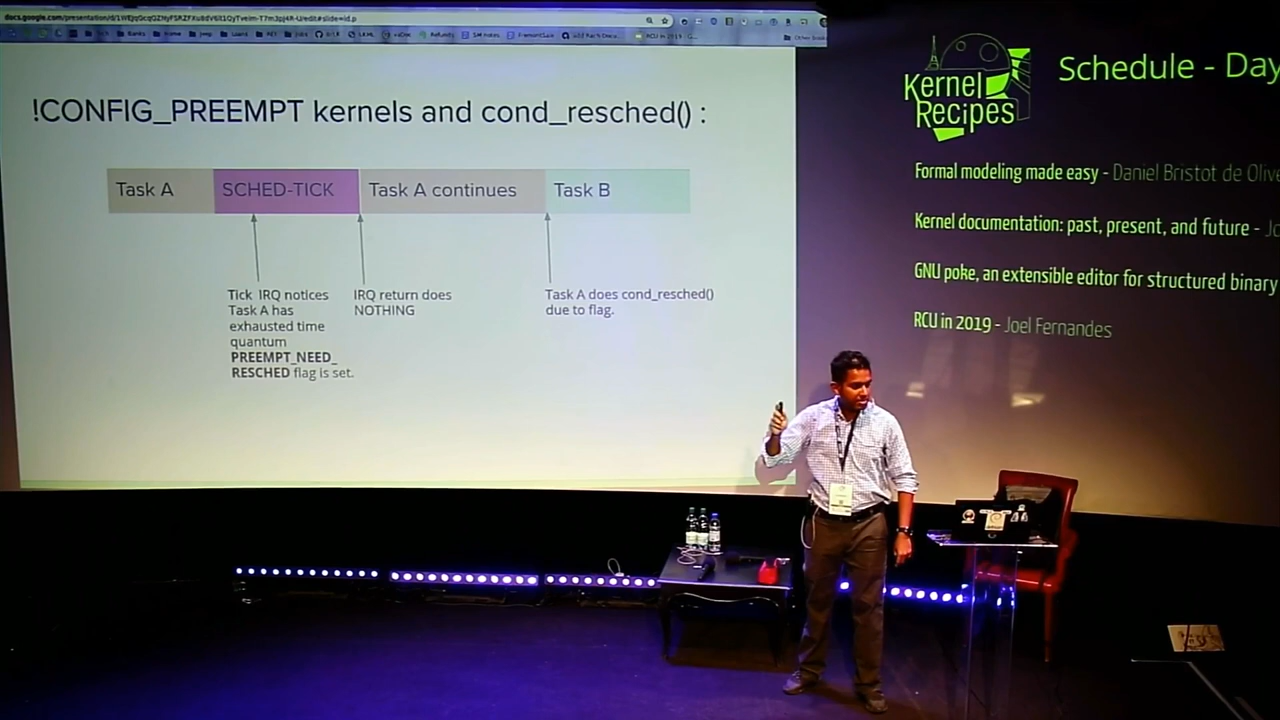 !CONFIG_PREEMPT kernels and cond_resched() :
Task A
SCHED-TICK
Task A continues
Task B
Tick IRQ notices
Task A has
exhausted time
quantum
PREEMPT_NEED_
RESCHED flag is set.
IRQ return does
NOTHING
Task A does cond_resched()
due to flag.
Kernel
Recipes
Schedule - Day
Formal modeling made easy - Daniel Bristot de Olive
Kernel documentation: past, present, and future - Jo
GNU poke, an extensible editor for structured binary
RCU in 2019 - Joel Fernandes